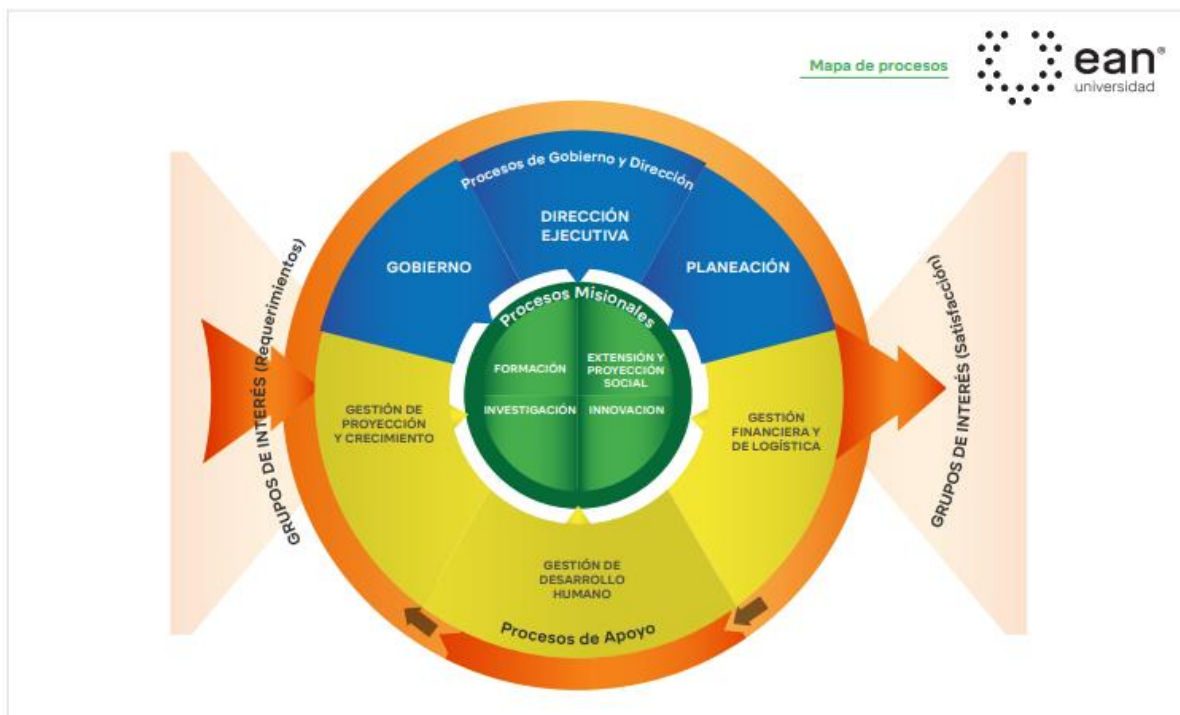 Mapa de procesos
ean®
universidad
Procesos de Gobierno y Dirección
DIRECCIÓN
EJECUTIVA
GOBIERNO
PLANEACIÓN
Procesos Misionales
FORMACIÓN
EXTENSIÓN Y
PROYECCIÓN
SOCIAL
INVESTIGACIÓN
INNOVACION
GRUPOS DE INTERÉS (Requerimientos)
GESTIÓN DE
PROYECCIÓN
Y CRECIMIENTO
GESTIÓN
FINANCIERA Y
DE LOGÍSTICA
GRUPOS DE INTERÉS (Satisfacción)
GESTIÓN DE
DESARROLLO
HUMANO
Procesos de Apoyo